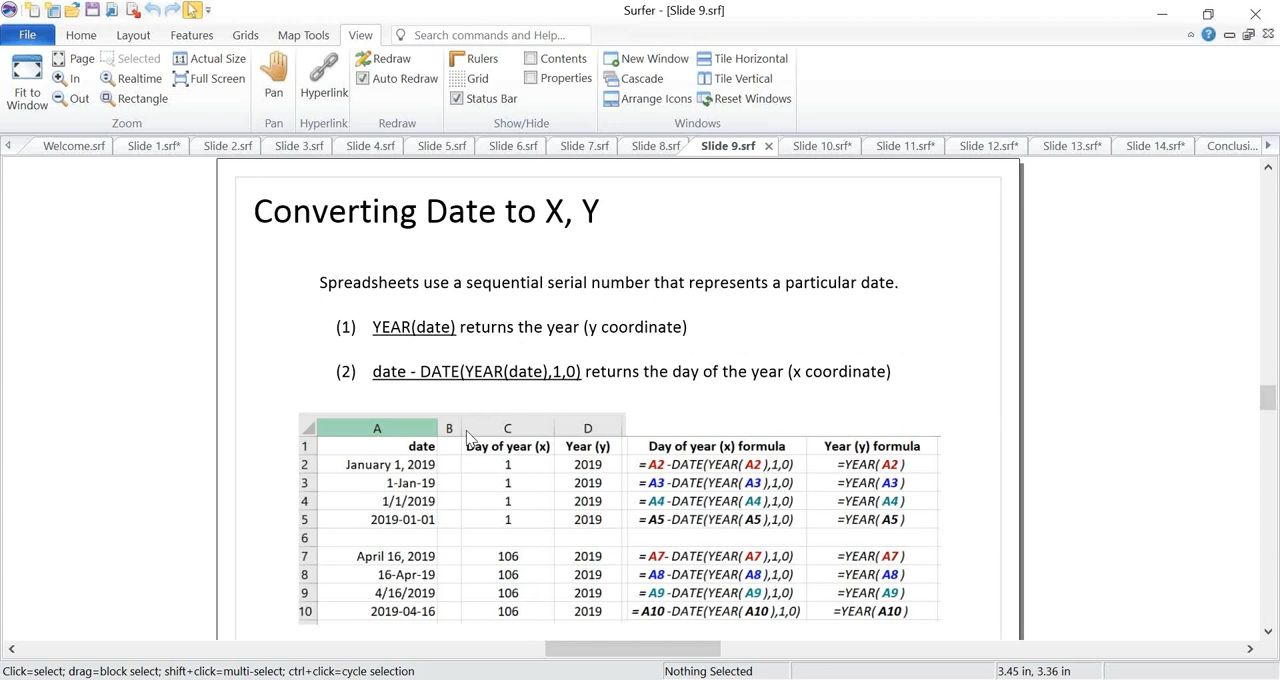 Surfer - [Slide 9.srf]
File Home Layout Features Grids Map Tools View Search commands and Help...
Fit to Window
Page Selected Actual Size
In Realtime Full Screen
Out Rectangle
Zoom
Pan
Pan
Hyperlink
Hyperlink
Redraw
Auto Redraw
Redraw
Rulers Contents
Grid Properties
Status Bar
Show/Hide
New Window Tile Horizontal
Cascade Tile Vertical
Arrange Icons Reset Windows
Windows
Welcome.srf Slide 1.srf* Slide 2.srf Slide 3.srf Slide 4.srf Slide 5.srf Slide 6.srf Slide 7.srf Slide 8.srf Slide 9.srf Slide 10.srf* Slide 11.srf* Slide 12.srf* Slide 13.srf* Slide 14.srf* Conclusi...
Converting Date to X, Y
Spreadsheets use a sequential serial number that represents a particular date.
(1) YEAR(date) returns the year (y coordinate)
(2) date - DATE(YEAR(date),1,0) returns the day of the year (x coordinate)
A B C D
1 date Day of year (x) Year (y) Day of year (x) formula Year (y) formula
2 January 1, 2019 1 2019 = A2 -DATE(YEAR( A2 ),1,0) =YEAR( A2 )
3 1-Jan-19 1 2019 = A3 -DATE(YEAR( A3 ),1,0) =YEAR( A3 )
4 1/1/2019 1 2019 = A4 -DATE(YEAR( A4 ),1,0) =YEAR( A4 )
5 2019-01-01 1 2019 = A5 -DATE(YEAR( A5 ),1,0) =YEAR( A5 )
6
7 April 16, 2019 106 2019 = A7- DATE(YEAR( A7 ),1,0) =YEAR( A7 )
8 16-Apr-19 106 2019 = A8 -DATE(YEAR( A8 ),1,0) =YEAR( A8 )
9 4/16/2019 106 2019 = A9 -DATE(YEAR( A9 ),1,0) =YEAR( A9 )
10 2019-04-16 106 2019 = A10 -DATE(YEAR( A10 ),1,0) =YEAR( A10 )
Click=select; drag=block select; shift+click=multi-select; ctrl+click=cycle selection Nothing Selected 3.45 in, 3.36 in